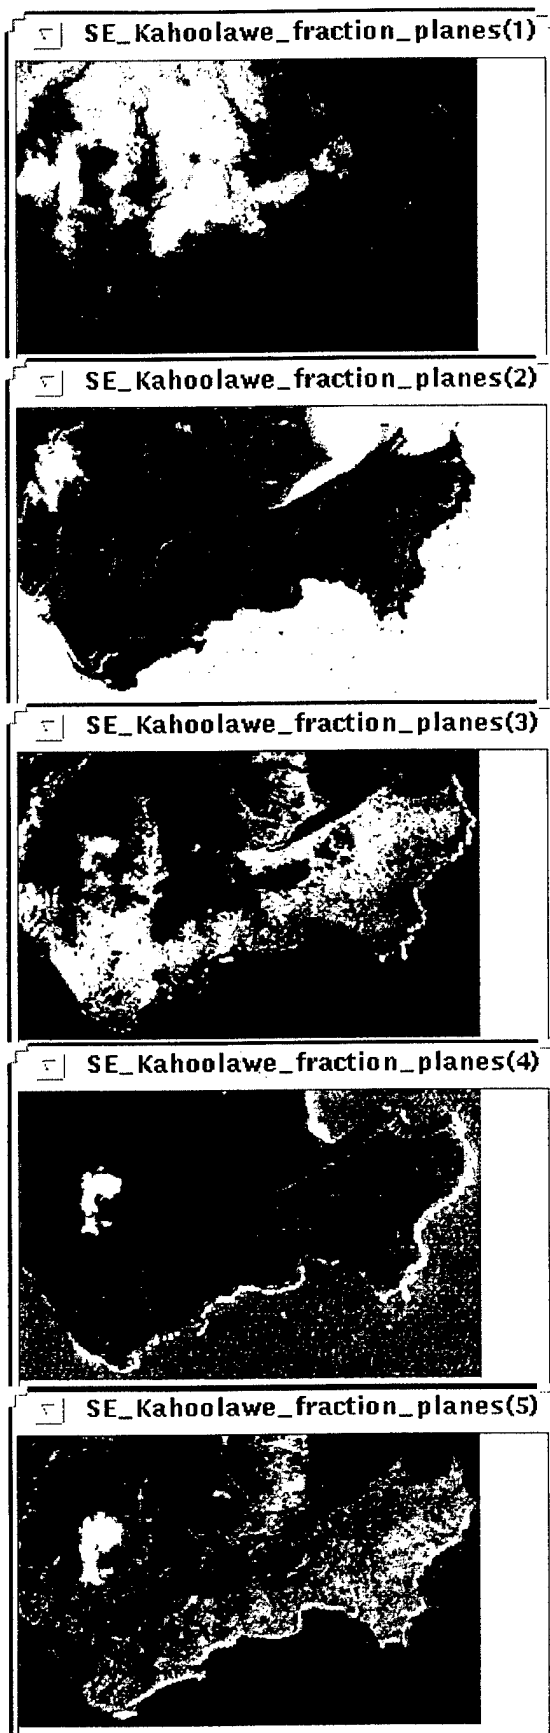 SE_Kahoolawe_fraction_planes(1)
SE_Kahoolawe_fraction_planes(2)
SE_Kahoolawe_fraction_planes(3)
SE_Kahoolawe_fraction_planes(4)
SE_Kahoolawe_fraction_planes(5)